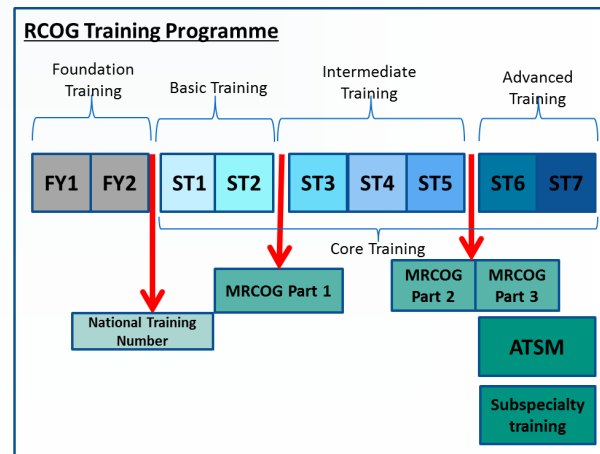 RCOG Training Programme
Foundation
Training
Basic Training
Intermediate
Training
Advanced
Training
FY1 FY2 ST1 ST2 ST3 ST4 ST5 ST6 ST7
Core Training
MRCOG Part 1
MRCOG
Part 2
MRCOG
Part 3
National Training
Number
ATSM
Subspecialty
training